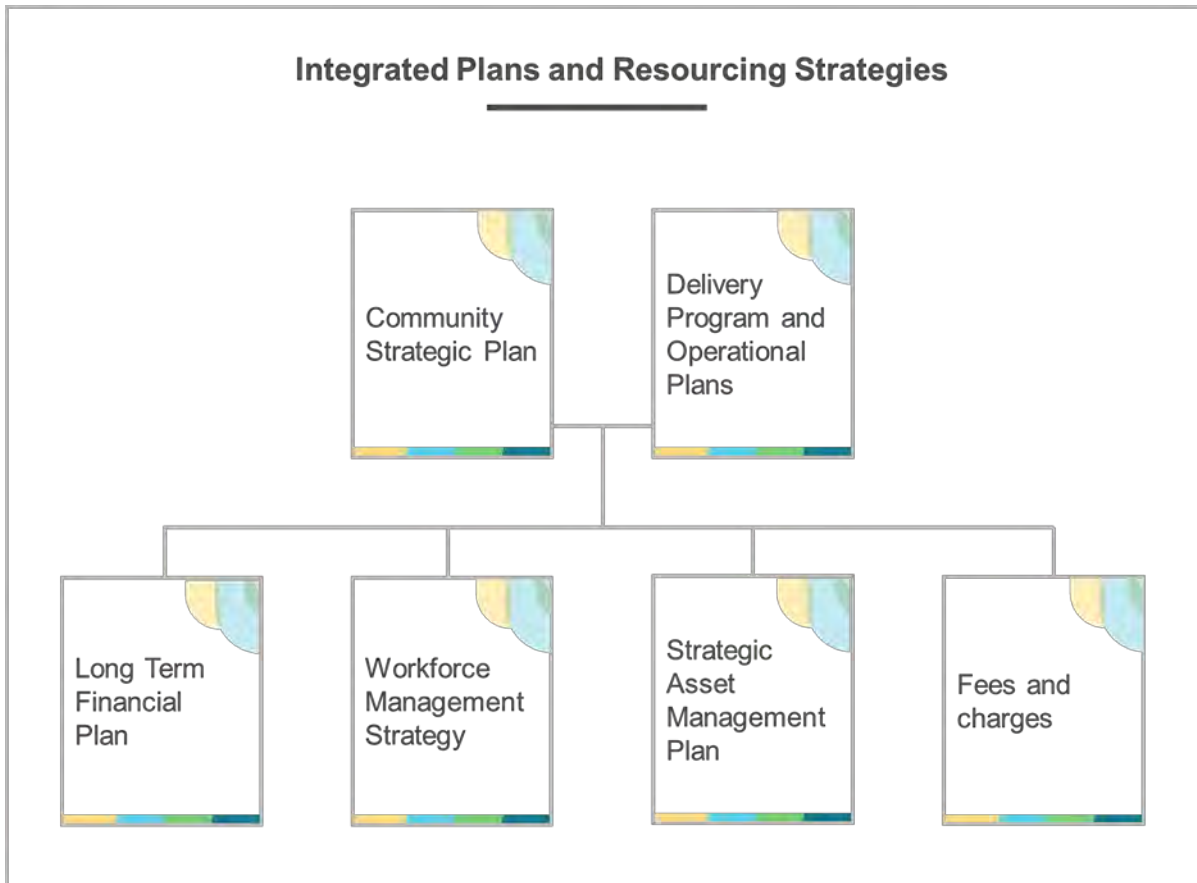 Integrated Plans and Resourcing Strategies
Community
Strategic Plan
Delivery
Program and
Operational
Plans
Long Term
Financial
Plan
Workforce
Management
Strategy
Strategic
Asset
Management
Plan
Fees and
charges